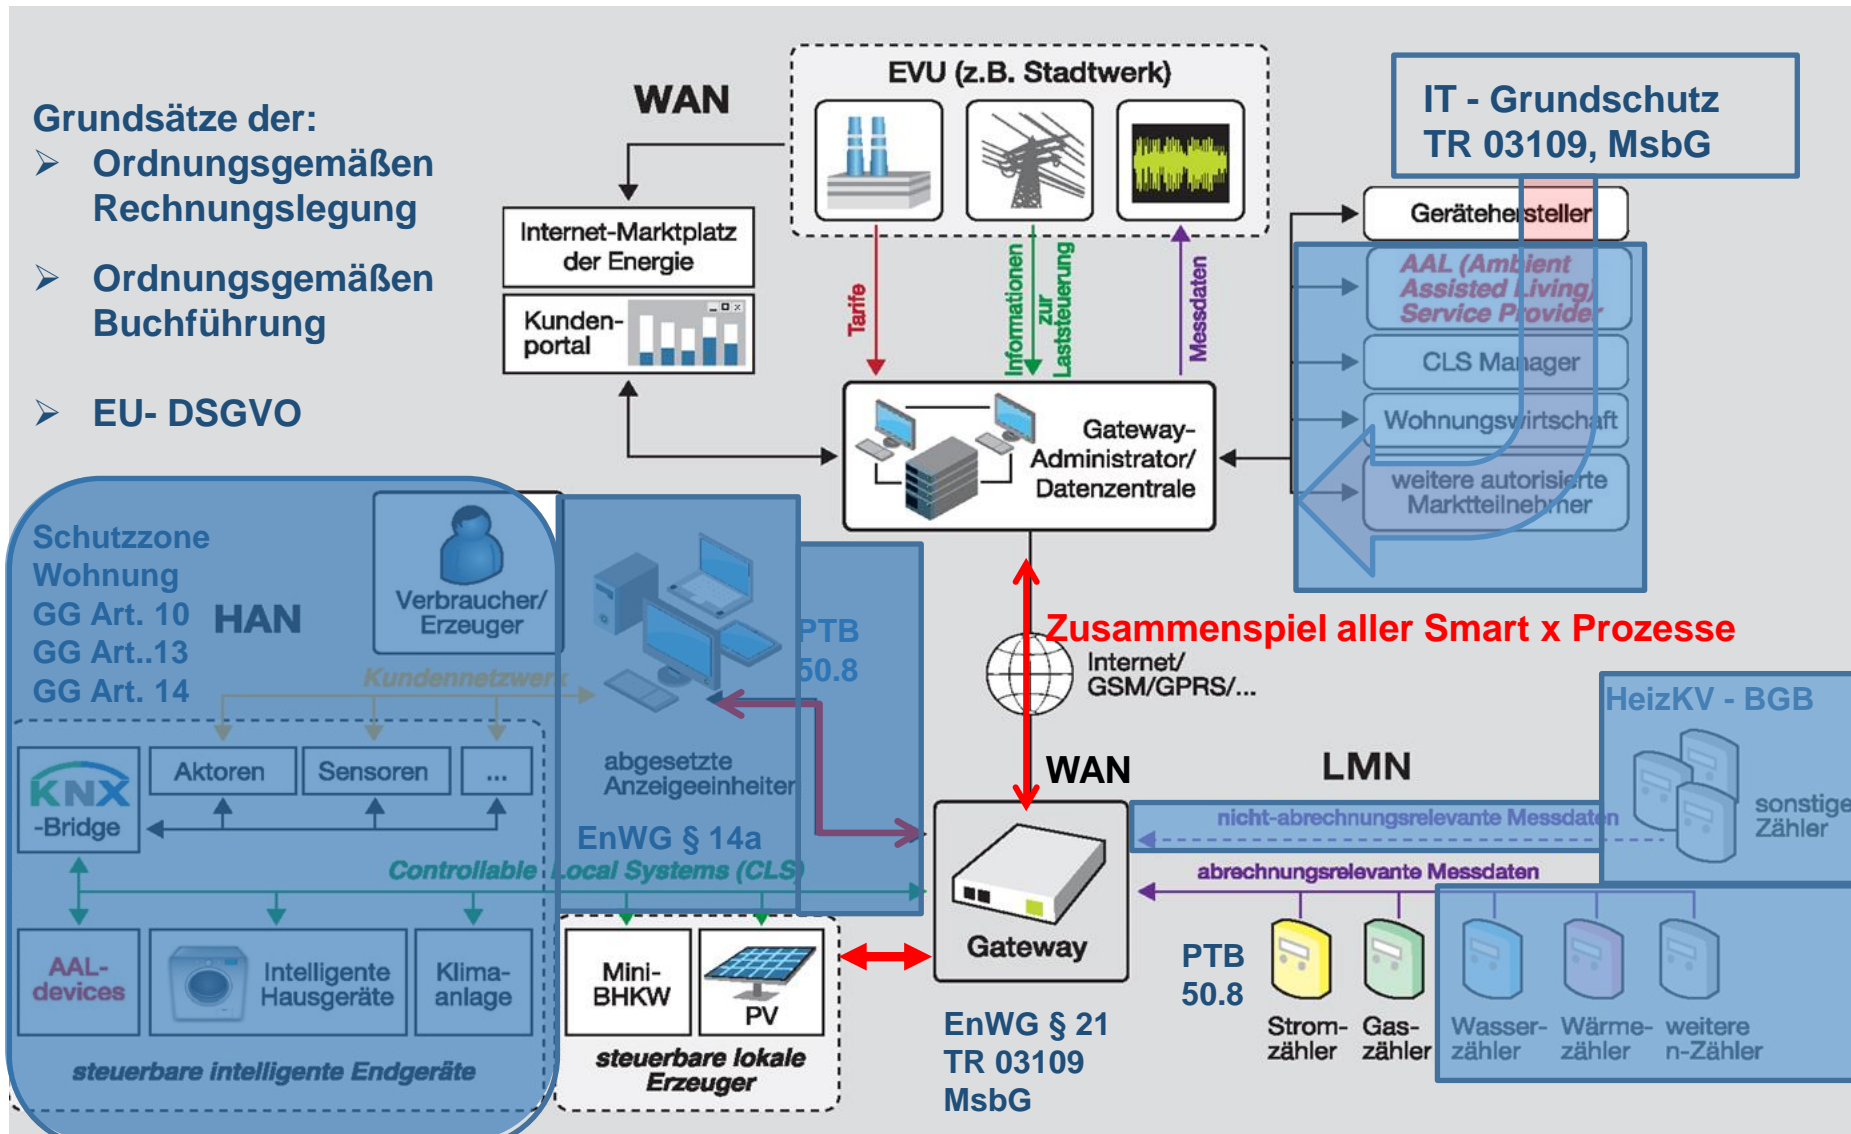 EVU (z.B. Stadtwerk)
WAN
IT - Grundschutz
TR 03109, MsbG
Grundsätze der:
➢ Ordnungsgemäßen
Rechnungslegung
➢ Ordnungsgemäßen
Buchführung
➢ EU- DSGVO
Internet-Marktplatz
der Energie
Kunden-
portal
Tarife
Informationen
zur
Laststeuerung
Messdaten
Gerätehersteller
AAL (Ambient
Assisted Living)
Service Provider
CLS Manager
Wohnungswirtschaft
weitere autorisierte
Marktteilnehmer
Gateway-
Administrator/
Datenzentrale
Schutzzone
Wohnung
GG Art. 10
GG Art..13
GG Art. 14
HAN
Verbraucher/
Erzeuger
Kundennetzwerk
PTB
50.8
Zusammenspiel aller Smart x Prozesse
Internet/
GSM/GPRS/...
HeizKV - BGB
KNX
-Bridge
Aktoren
Sensoren
...
abgesetzte
Anzeigeeinheiten
WAN
LMN
sonstige
Zähler
nicht-abrechnungsrelevante Messdaten
EnWG § 14a
Controllable Local Systems (CLS)
abrechnungsrelevante Messdaten
AAL-
devices
Intelligente
Hausgeräte
Klima-
anlage
Mini-
BHKW
PV
Gateway
PTB
50.8
Strom-
zähler
Gas-
zähler
Wasser-
zähler
Wärme-
zähler
weitere
n-Zähler
steuerbare intelligente Endgeräte
steuerbare lokale
Erzeuger
EnWG § 21
TR 03109
MsbG